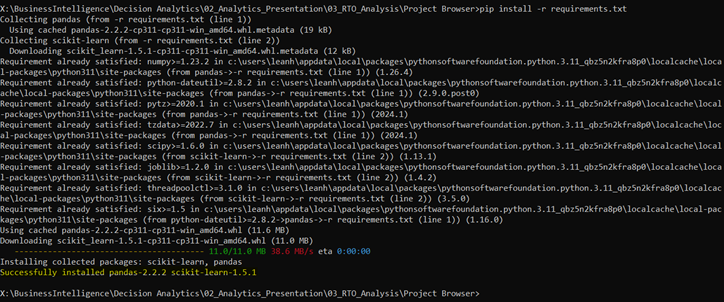 X:\BusinessIntelligence\Decision Analytics\02_Analytics_Presentation\03_RTO_Analysis\Project Browser>pip install -r requirements.txt
Collecting pandas (from -r requirements.txt (line 1))
  Using cached pandas-2.2.2-cp311-cp311-win_amd64.whl.metadata (19 kB)
Collecting scikit-learn (from -r requirements.txt (line 2))
  Downloading scikit_learn-1.5.1-cp311-cp311-win_amd64.whl.metadata (12 kB)
Requirement already satisfied: numpy>=1.23.2 in c:\users\leanh\appdata\local\packages\pythonsoftwarefoundation.python.3.11_qbz5n2kfra8p0\localcache\
local-packages\python311\site-packages (from pandas->-r requirements.txt (line 1)) (1.26.4)
Requirement already satisfied: python-dateutil>=2.8.2 in c:\users\leanh\appdata\local\packages\pythonsoftwarefoundation.python.3.11_qbz5n2kfra8p0\localc
ache\local-packages\python311\site-packages (from pandas->-r requirements.txt (line 1)) (2.9.0.post0)
Requirement already satisfied: pytz>=2020.1 in c:\users\leanh\appdata\local\packages\pythonsoftwarefoundation.python.3.11_qbz5n2kfra8p0\localcache\local
-packages\python311\site-packages (from pandas->-r requirements.txt (line 1)) (2024.1)
Requirement already satisfied: tzdata>=2022.7 in c:\users\leanh\appdata\local\packages\pythonsoftwarefoundation.python.3.11_qbz5n2kfra8p0\localcache\loc
al-packages\python311\site-packages (from pandas->-r requirements.txt (line 1)) (2024.1)
Requirement already satisfied: scipy>=1.6.0 in c:\users\leanh\appdata\local\packages\pythonsoftwarefoundation.python.3.11_qbz5n2kfra8p0\localcache\local
-packages\python311\site-packages (from scikit-learn->-r requirements.txt (line 2)) (1.13.1)
Requirement already satisfied: joblib>=1.2.0 in c:\users\leanh\appdata\local\packages\pythonsoftwarefoundation.python.3.11_qbz5n2kfra8p0\localcache\loca
l-packages\python311\site-packages (from scikit-learn->-r requirements.txt (line 2)) (1.4.2)
Requirement already satisfied: threadpoolctl>=3.1.0 in c:\users\leanh\appdata\local\packages\pythonsoftwarefoundation.python.3.11_qbz5n2kfra8p0\localcac
he\local-packages\python311\site-packages (from scikit-learn->-r requirements.txt (line 2)) (3.5.0)
Requirement already satisfied: six>=1.5 in c:\users\leanh\appdata\local\packages\pythonsoftwarefoundation.python.3.11_qbz5n2kfra8p0\localcache\local-pac
kages\python311\site-packages (from python-dateutil>=2.8.2->pandas->-r requirements.txt (line 1)) (1.16.0)
Using cached pandas-2.2.2-cp311-cp311-win_amd64.whl (11.6 MB)
Downloading scikit_learn-1.5.1-cp311-cp311-win_amd64.whl (11.0 MB)
   ---------------------------------------- 11.0/11.0 MB 38.6 MB/s eta 0:00:00
Installing collected packages: scikit-learn, pandas
Successfully installed pandas-2.2.2 scikit-learn-1.5.1
X:\BusinessIntelligence\Decision Analytics\02_Analytics_Presentation\03_RTO_Analysis\Project Browser>